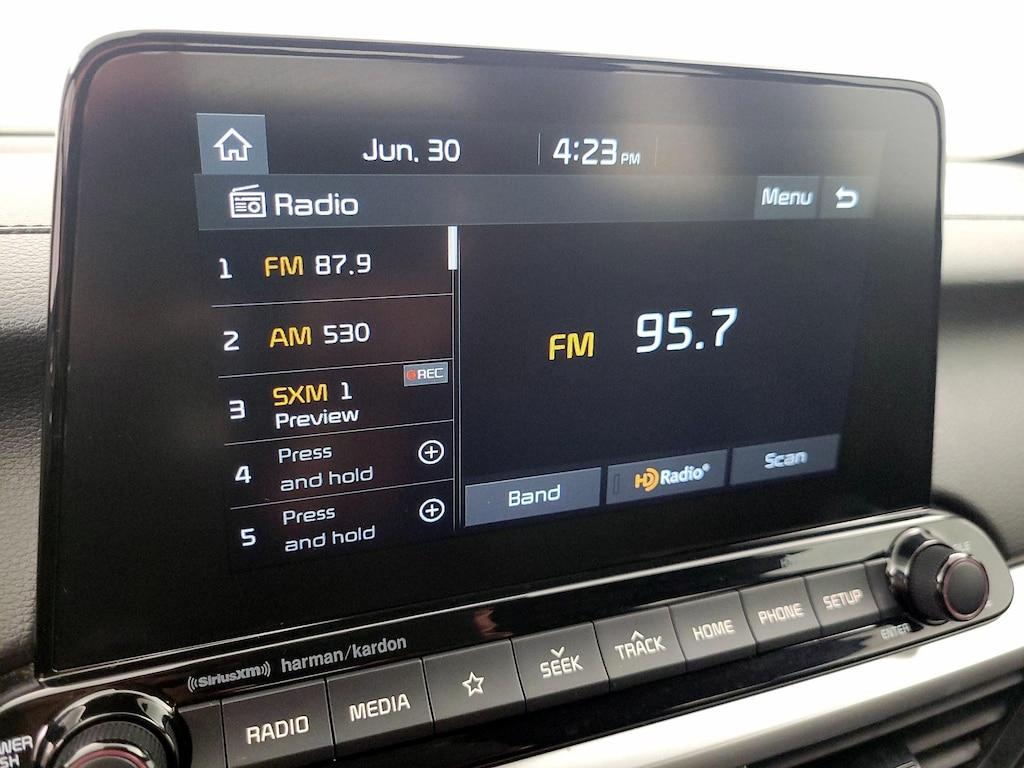 Jun. 30 4:23 PM
Radio Menu
1 FM 87.9
2 AM 530
REC
3 SXM 1
Preview
4 Press
and hold
5 Press
and hold
FM 95.7
Band HD Radio® Scan
((SiriusXM)) harman/kardon
RADIO MEDIA SEEK TRACK HOME PHONE SETUP
ENTER